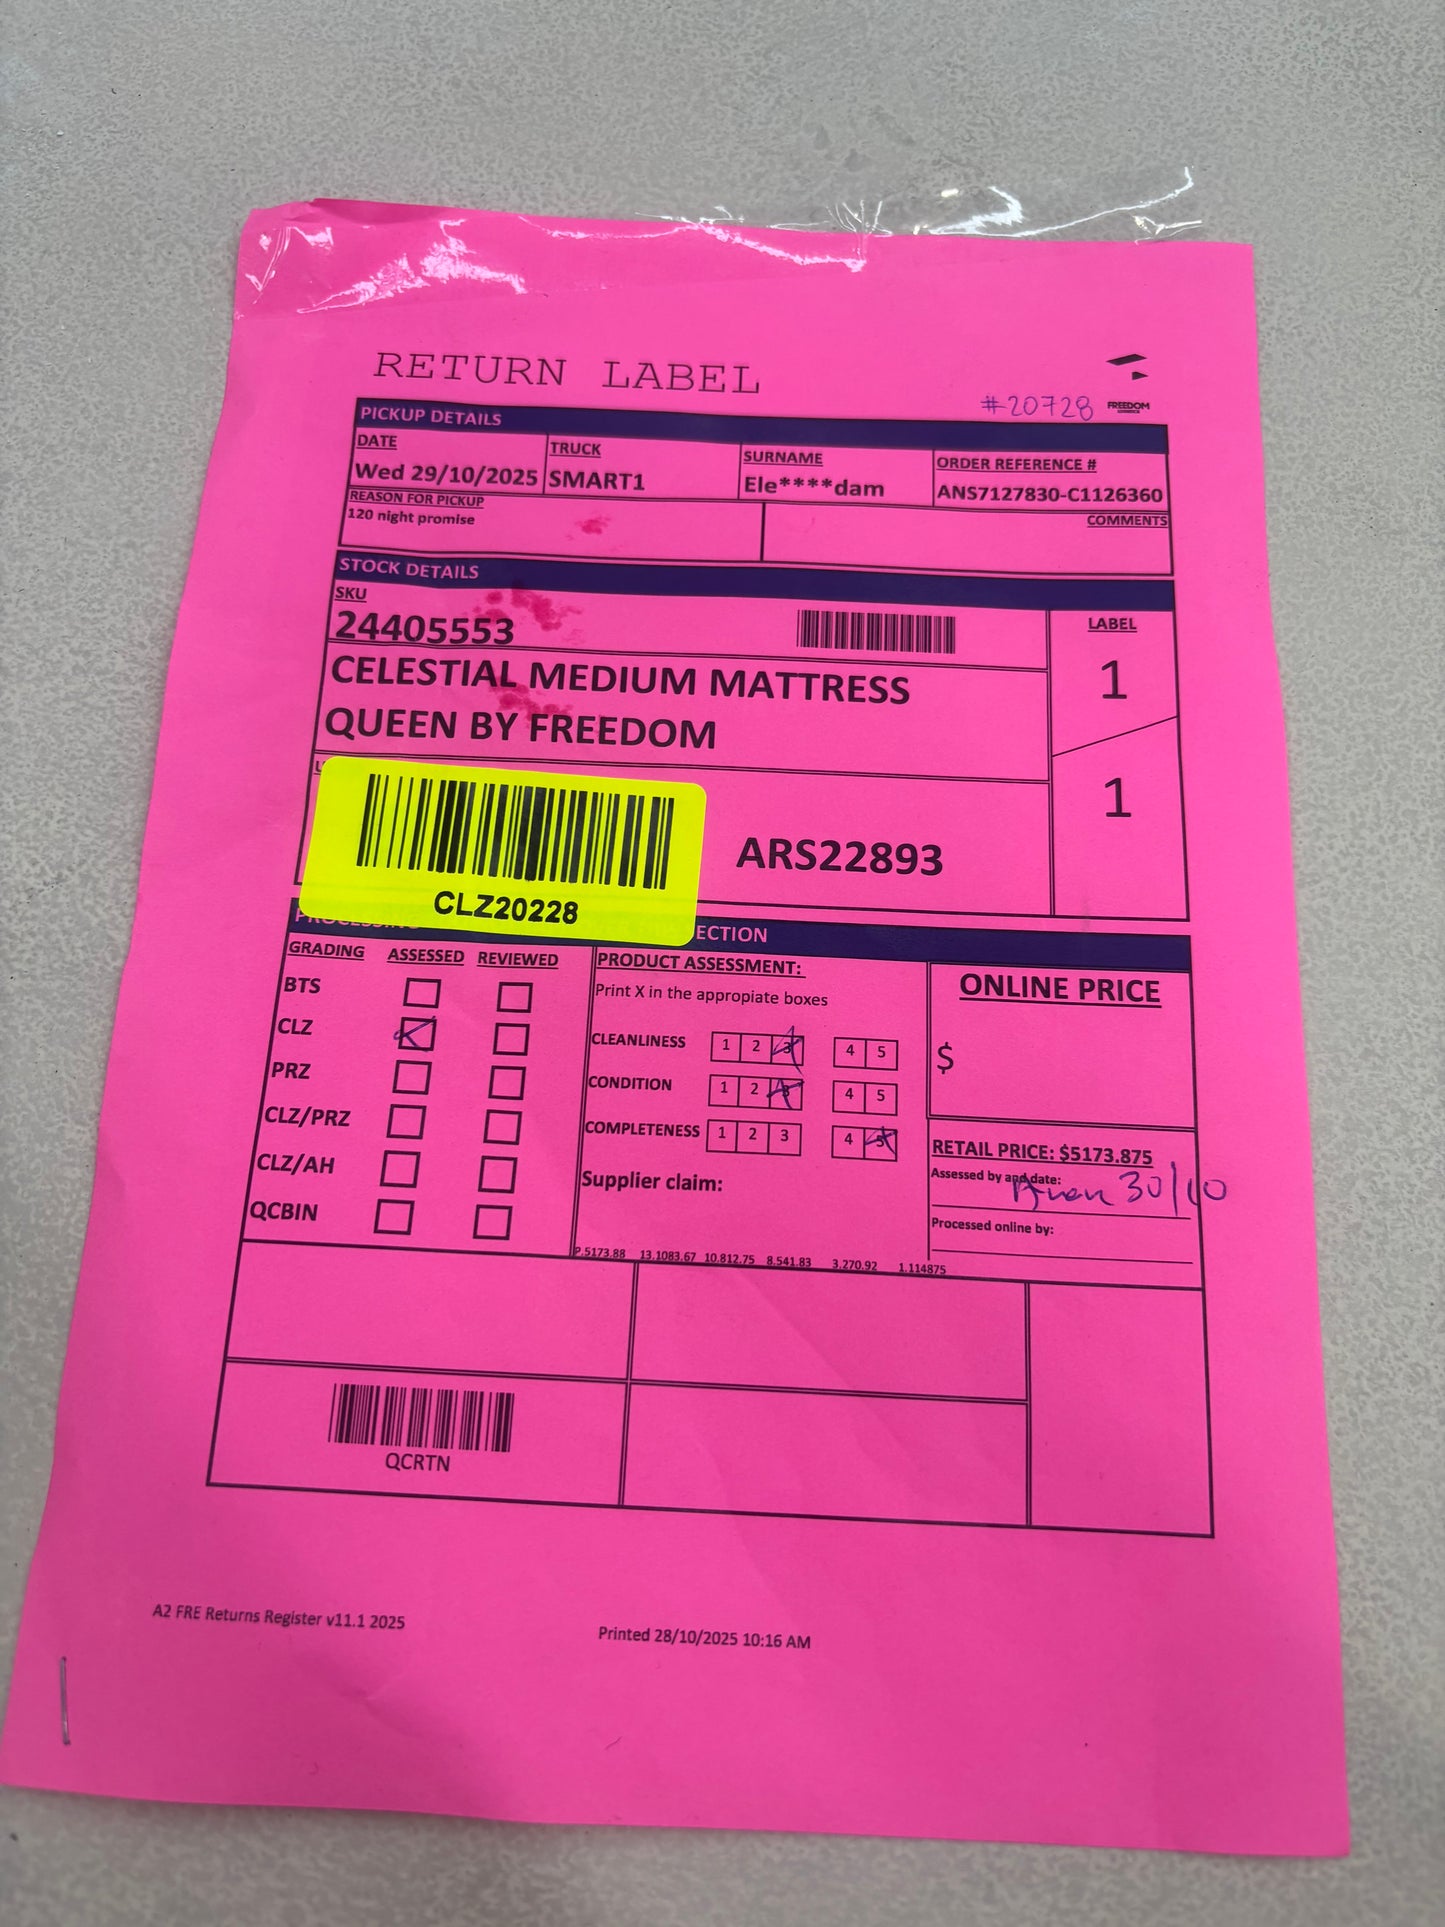 RETURN LABEL
#20728
FREEDOM
PICKUP DETAILS
DATE TRUCK SURNAME ORDER REFERENCE #
Wed 29/10/2025 SMART1 Ele****dam ANS7127830-C1126360
REASON FOR PICKUP COMMENTS
120 night promise
STOCK DETAILS
SKU LABEL
24405553
CELESTIAL MEDIUM MATTRESS 1
QUEEN BY FREEDOM
1
ARS22893
CLZ20228
ECTION
GRADING ASSESSED REVIEWED PRODUCT ASSESSMENT: ONLINE PRICE
BTS Print X in the appropiate boxes
CLZ CLEANLINESS 1 2 3 4 5 $
PRZ CONDITION 1 2 3 4 5
CLZ/PRZ COMPLETENESS 1 2 3 4 5
RETAIL PRICE: $5173.875
CLZ/AH Supplier claim: Assessed by and date:
30/10
QCBIN Processed online by:
P.5173.88 13.1083.67 10.812.75 8.541.83 3.270.92 1.114875
QCRTN
A2 FRE Returns Register v11.1 2025
Printed 28/10/2025 10:16 AM